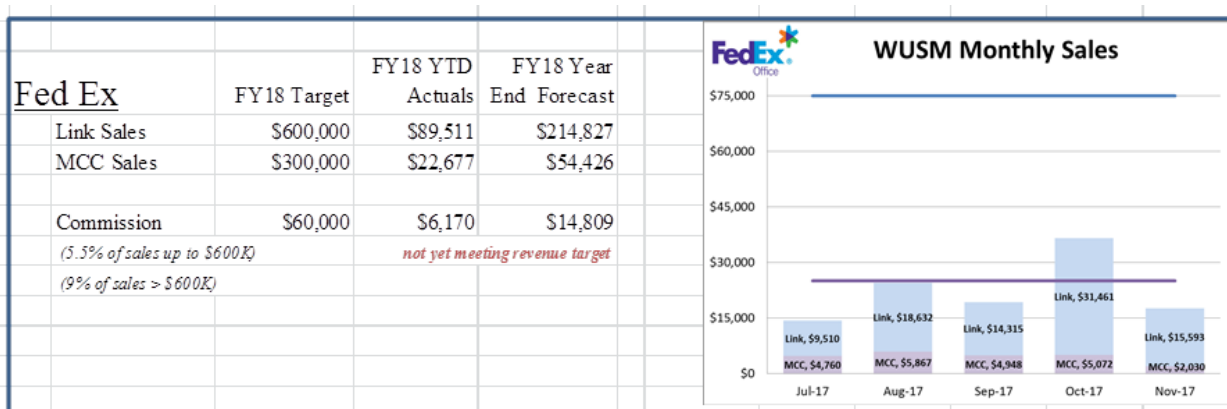 FY18 YTD FY18 Year
Fed Ex FY18 Target Actuals End Forecast
Link Sales $600,000 $89,511 $214,827
MCC Sales $300,000 $22,677 $54,426
Commission $60,000 $6,170 $14,809
(5.5% of sales up to $600K) not yet meeting revenue target
(9% of sales > $600K)
FedEx.
Office
WUSM Monthly Sales
$75,000
$60,000
$45,000
$30,000
$15,000
$0
Link, $9,510
Link, $18,632
Link, $14,315
Link, $31,461
Link, $15,593
MCC, $4,760
MCC, $5,867
MCC, $4,948
MCC, $5,072
MCC, $2,030
Jul-17 Aug-17 Sep-17 Oct-17 Nov-17